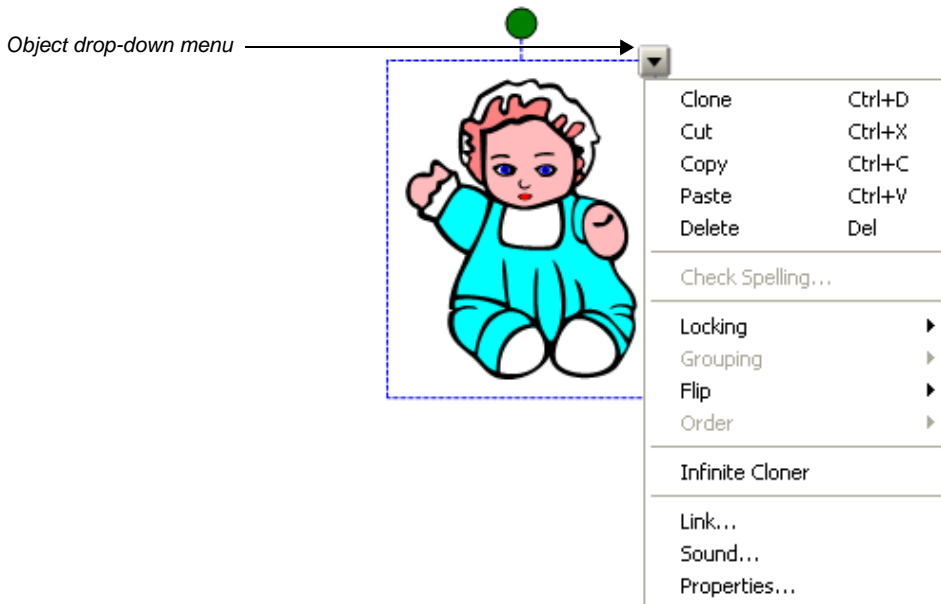 Object drop-down menu
Clone Ctrl+D
Cut Ctrl+X
Copy Ctrl+C
Paste Ctrl+V
Delete Del
Check Spelling...
Locking
Grouping
Flip
Order
Infinite Cloner
Link...
Sound...
Properties...